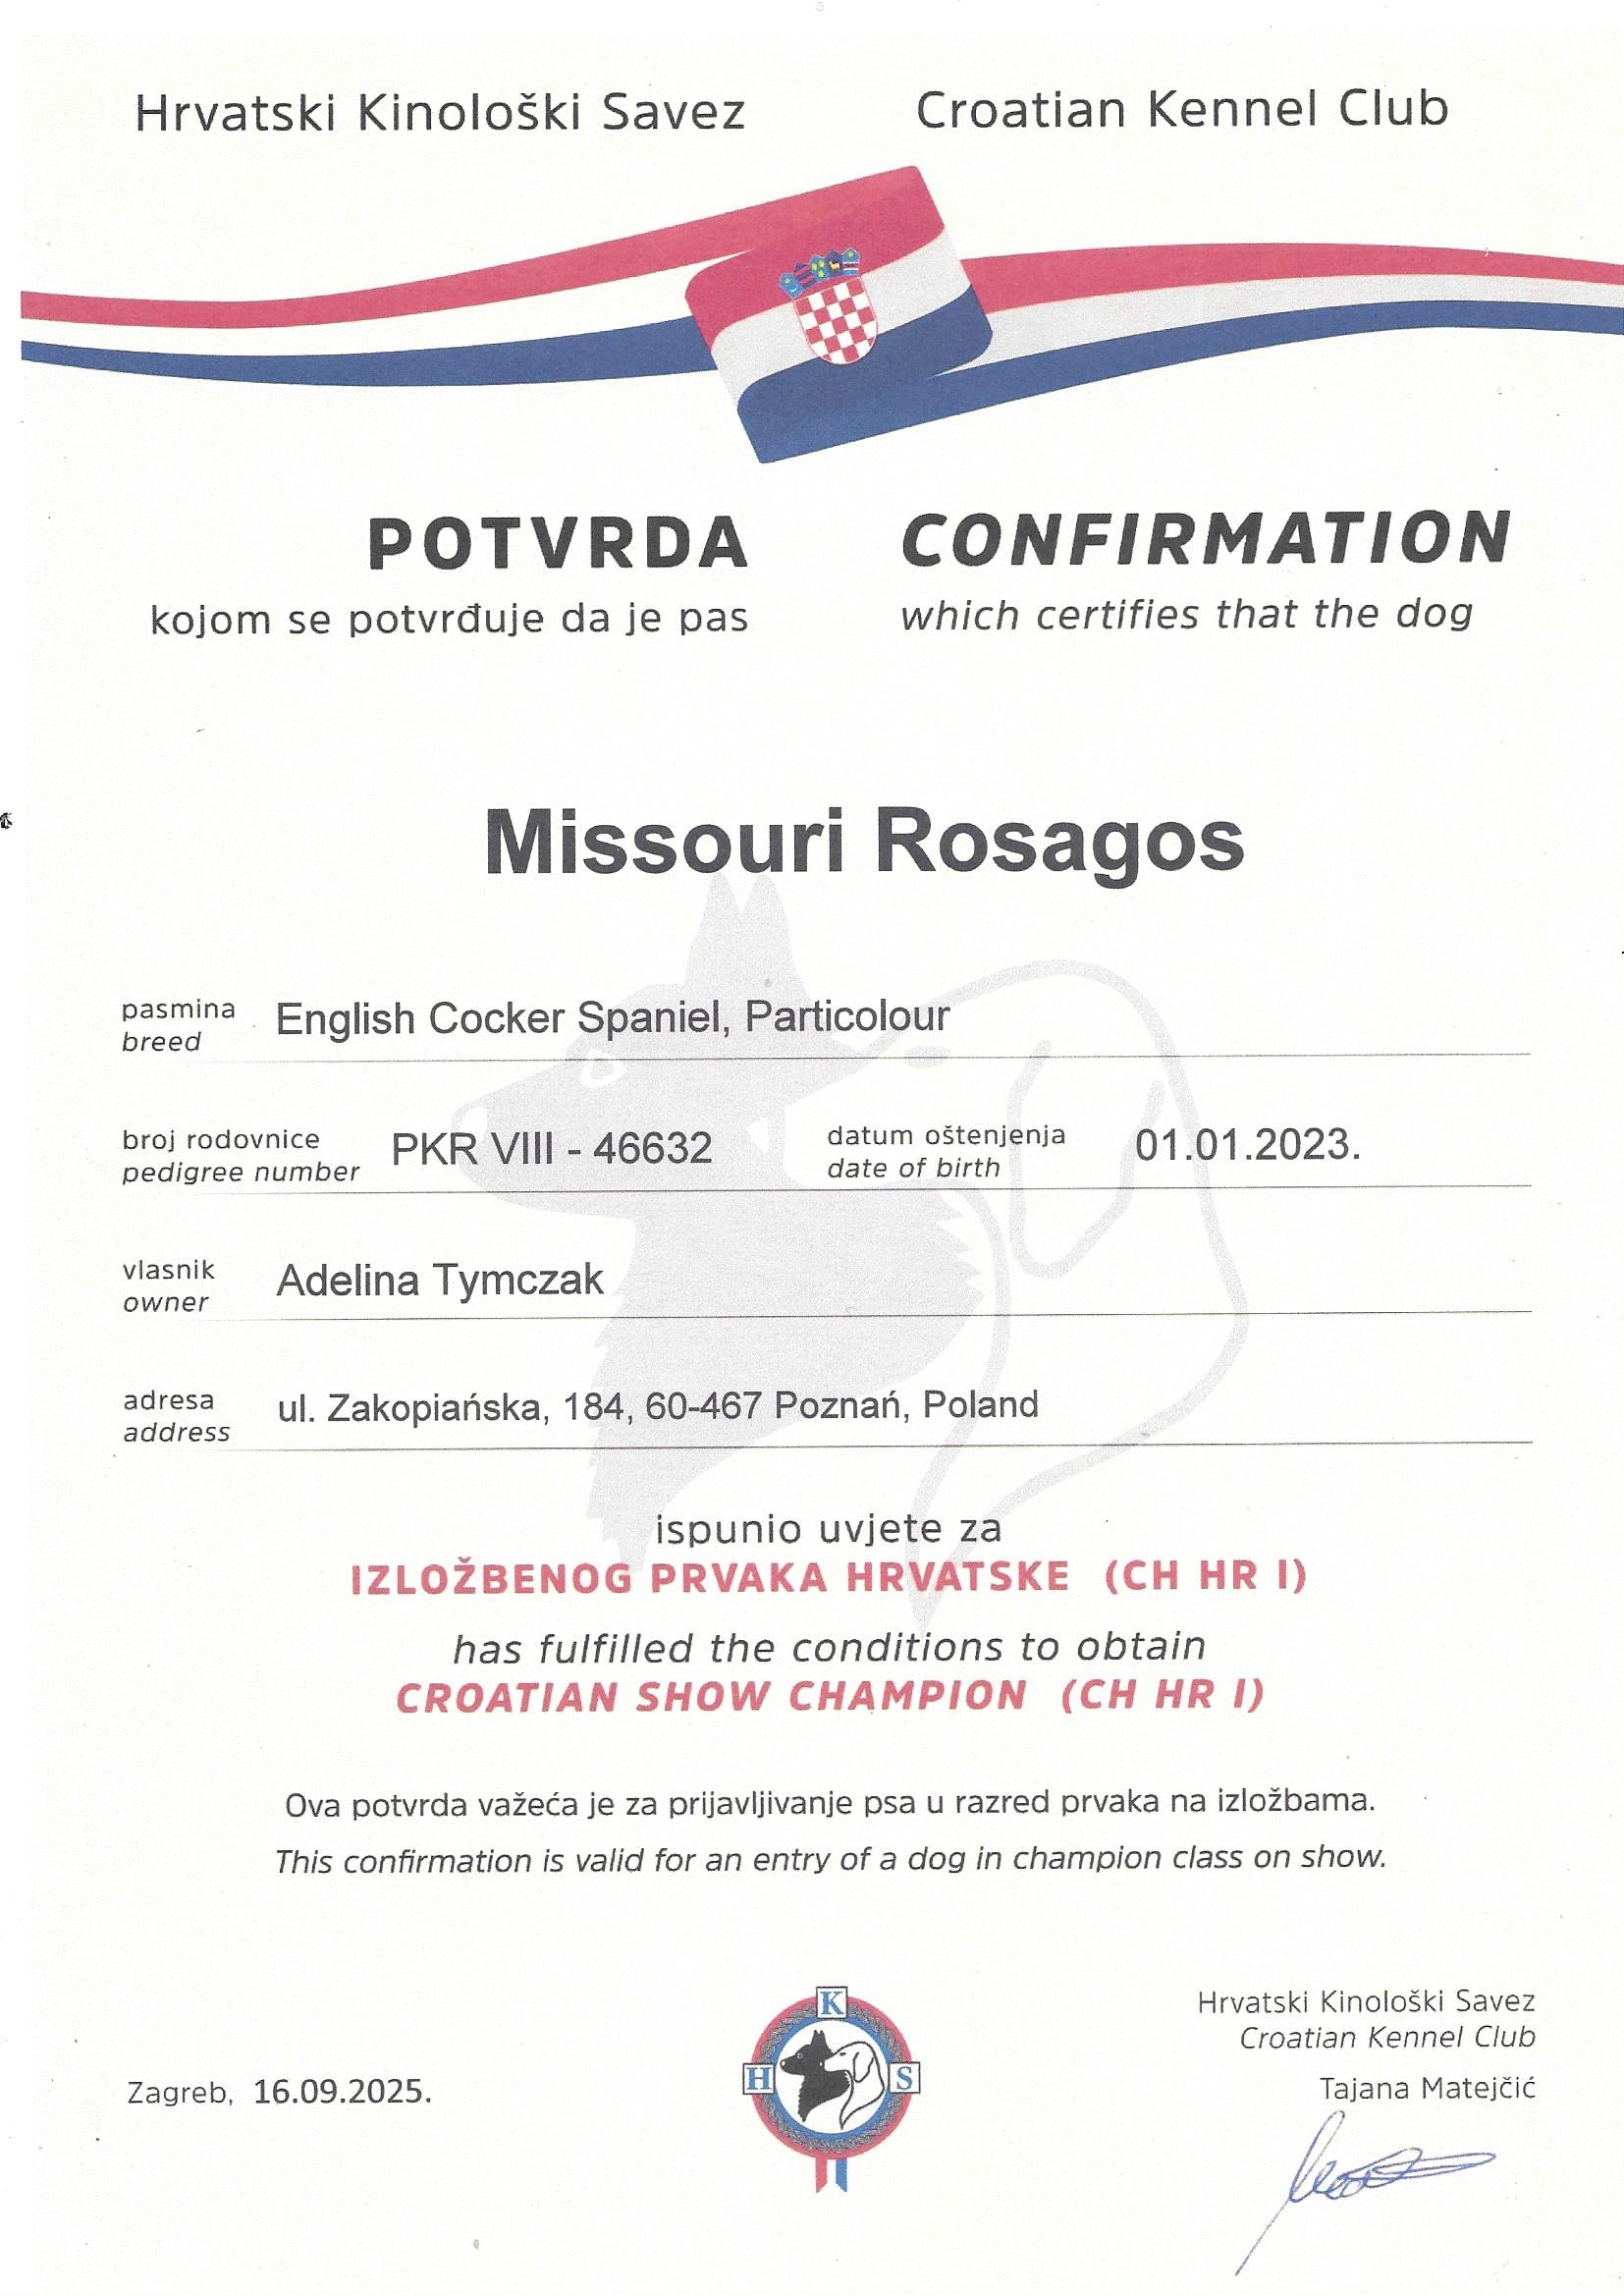 Hrvatski Kinološki Savez
Croatian Kennel Club
POTVRDA
kojom se potvrđuje da je pas
CONFIRMATION
which certifies that the dog
Missouri Rosagos
pasmina
breed
English Cocker Spaniel, Particolour
broj rodovnice
pedigree number
PKR VIII - 46632
datum oštenjenja
date of birth
01.01.2023.
vlasnik
owner
Adelina Tymczak
adresa
address
ul. Zakopiańska, 184, 60-467 Poznań, Poland
ispunio uvjete za
IZLOŽBENOG PRVAKA HRVATSKE (CH HR I)
has fulfilled the conditions to obtain
CROATIAN SHOW CHAMPION (CH HR I)
Ova potvrda važeća je za prijavljivanje psa u razred prvaka na izložbama.
This confirmation is valid for an entry of a dog in champion class on show.
Zagreb, 16.09.2025.
K
H S
Hrvatski Kinološki Savez
Croatian Kennel Club
Tajana Matejčić